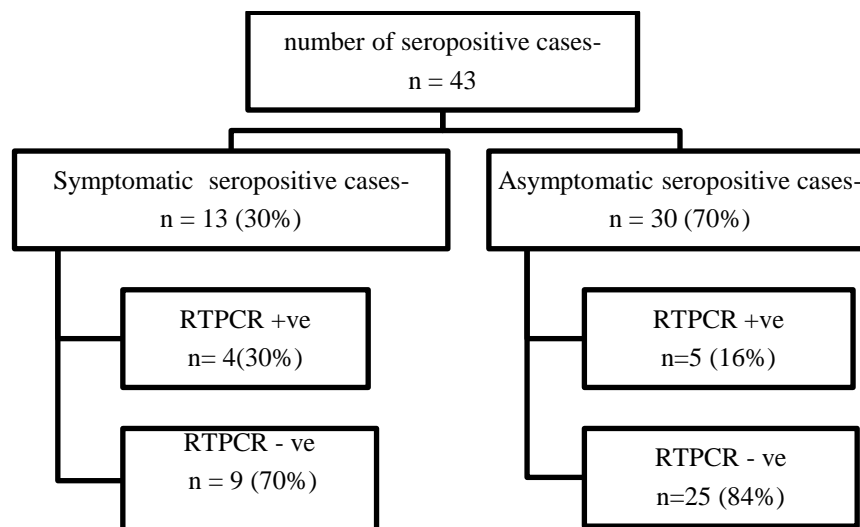 number of seropositive cases-
n = 43
Symptomatic seropositive cases-
n = 13 (30%)
Asymptomatic seropositive cases-
n = 30 (70%)
RTPCR +ve
n= 4(30%)
RTPCR - ve
n = 9 (70%)
RTPCR +ve
n=5 (16%)
RTPCR - ve
n=25 (84%)